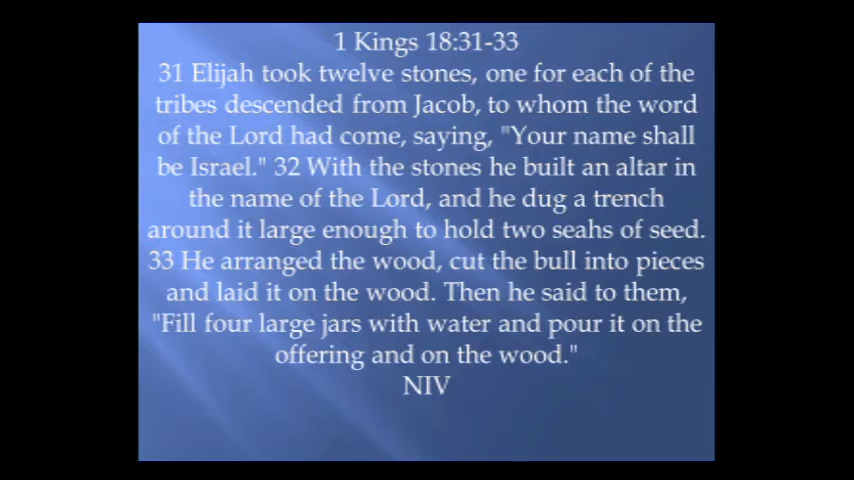 1 Kings 18:31-33
31 Elijah took twelve stones, one for each of the
tribes descended from Jacob, to whom the word
of the Lord had come, saying, "Your name shall
be Israel." 32 With the stones he built an altar in
the name of the Lord, and he dug a trench
around it large enough to hold two seahs of seed.
33 He arranged the wood, cut the bull into pieces
and laid it on the wood. Then he said to them,
"Fill four large jars with water and pour it on the
offering and on the wood."
NIV